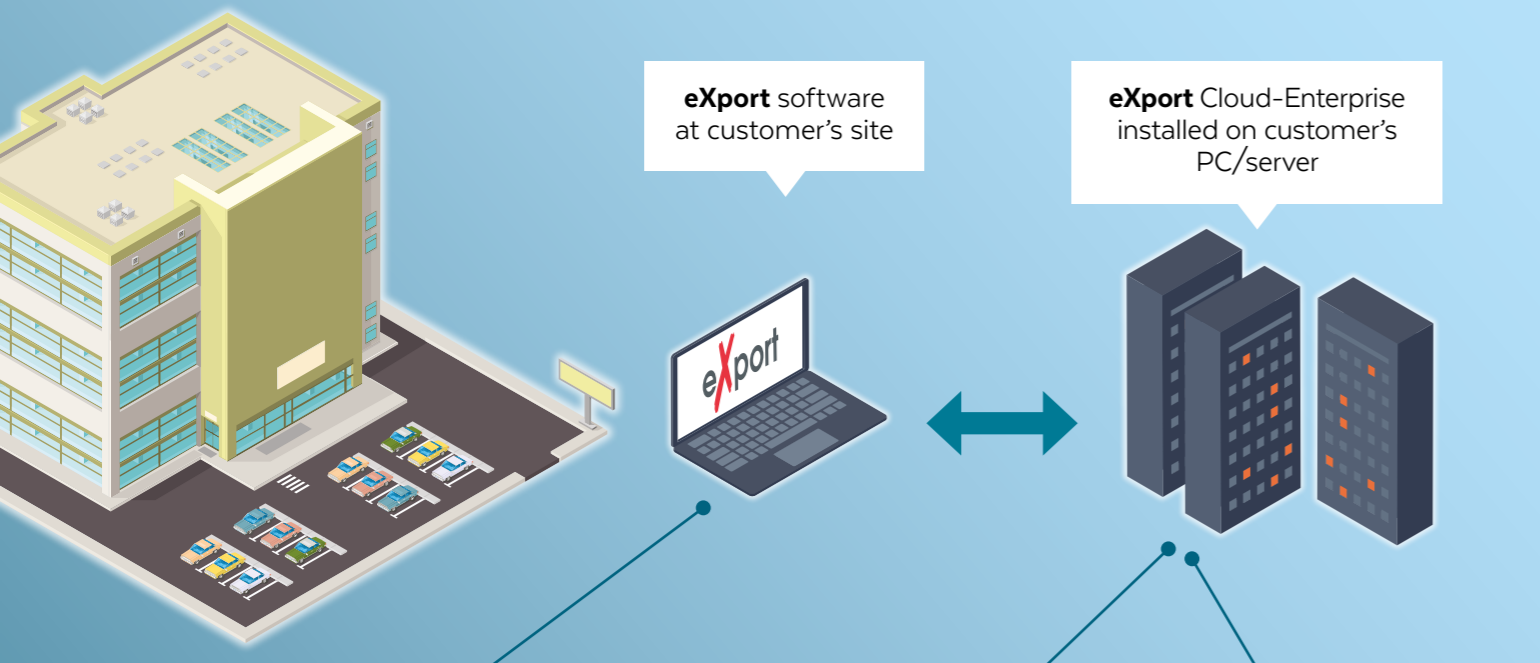 eXport software
at customer’s site
eXport Cloud-Enterprise
installed on customer’s
PC/server
eXport